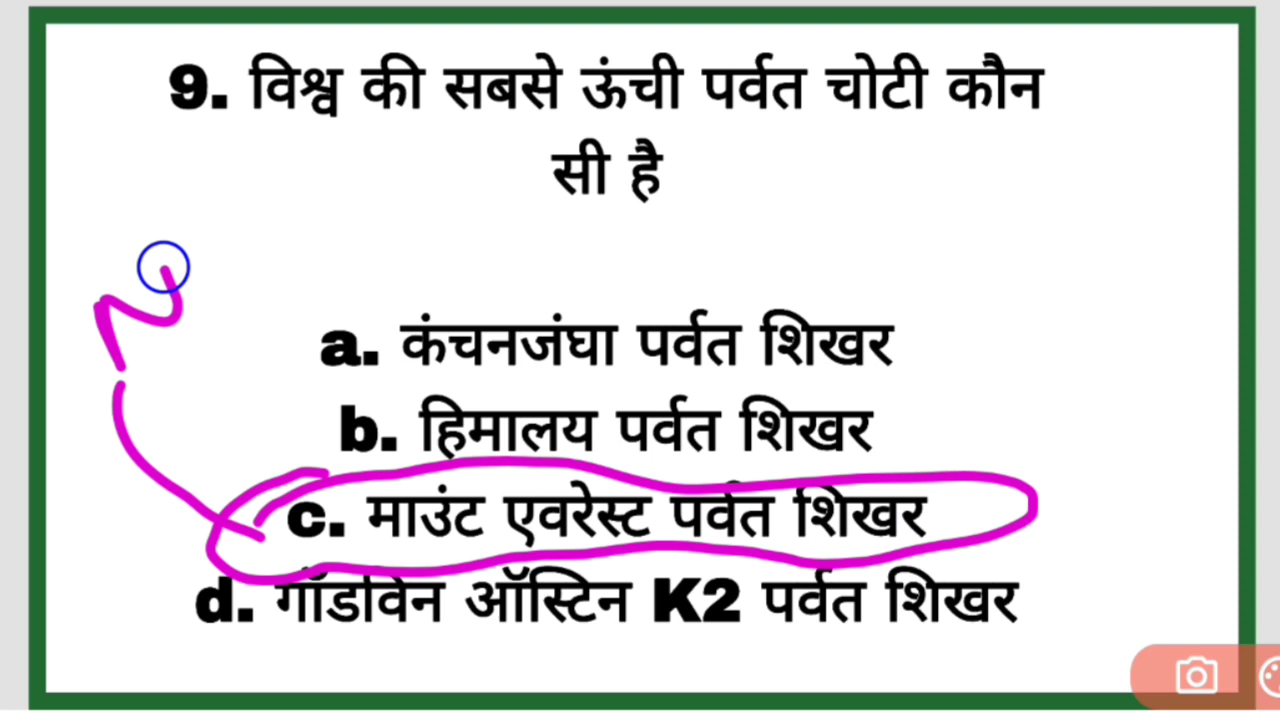 9. विश्व की सबसे ऊंची पर्वत चोटी कौन
सी है
a. कंचनजंघा पर्वत शिखर
b. हिमालय पर्वत शिखर
c. माउंट एवरेस्ट पर्वत शिखर
d. गॉडविन ऑस्टिन K2 पर्वत शिखर